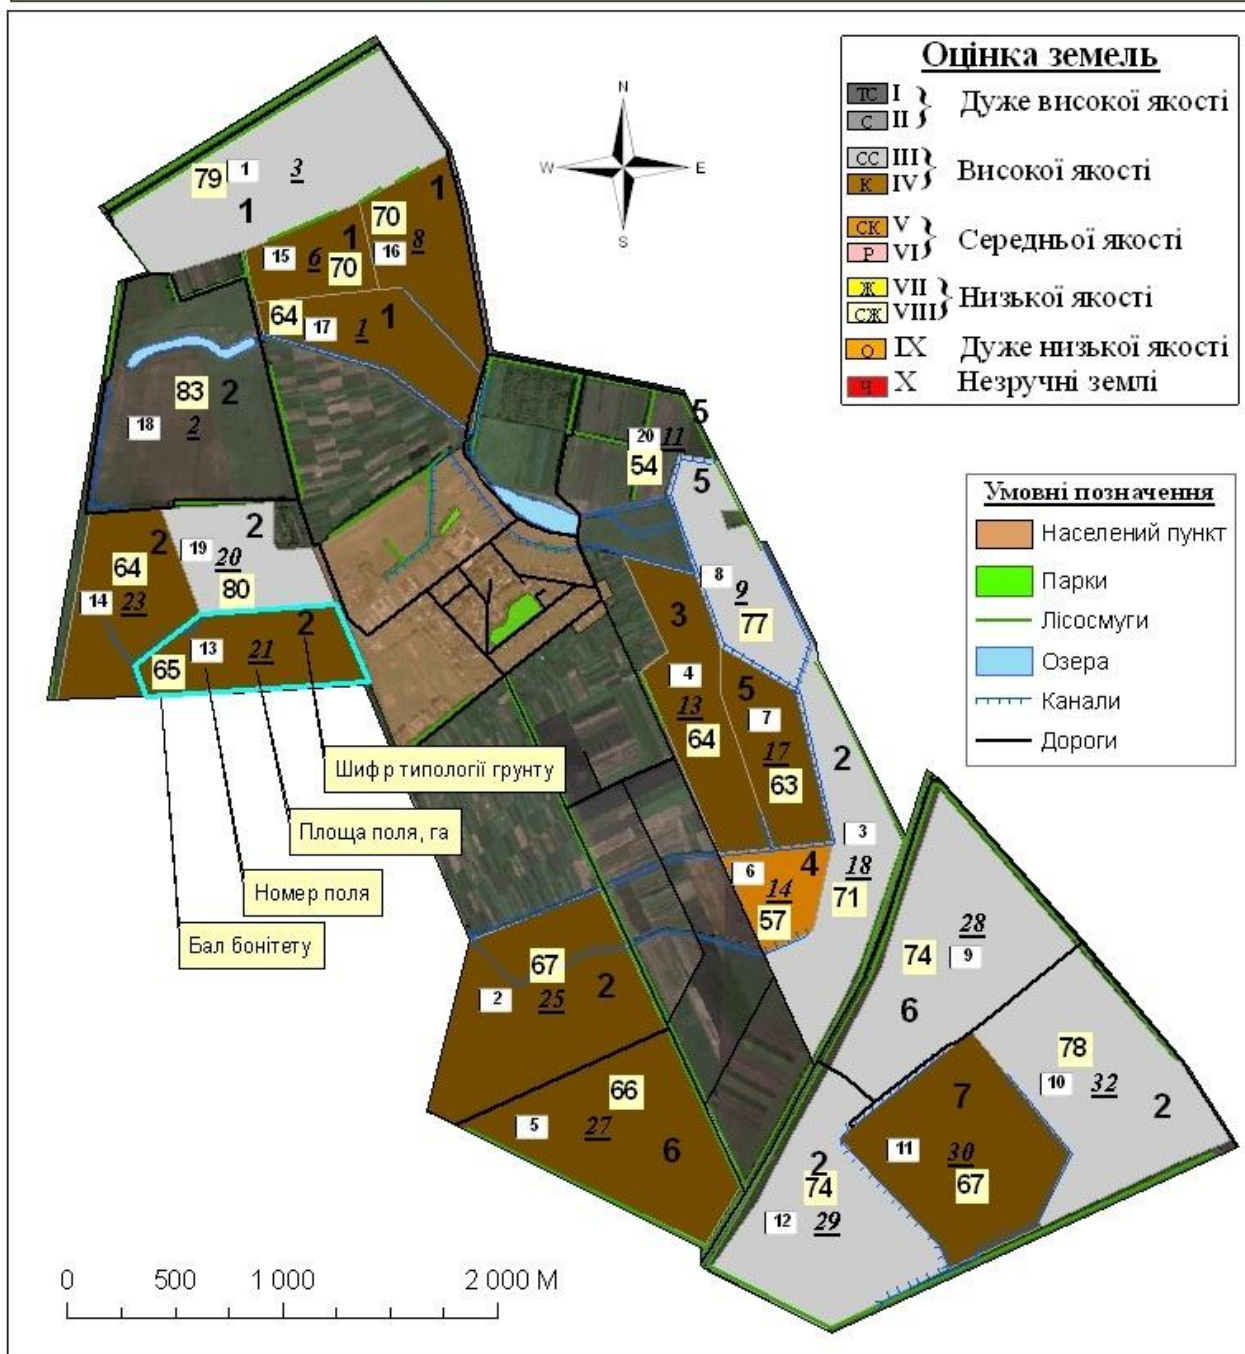 Оцінка земель
ТС I
С II
Дуже високої якості
СС III
К IV
Високої якості
СК V
Р VI
Середньої якості
Ж VII
СЖ VIII
Низької якості
О IX Дуже низької якості
Ч X Незручні землі
N
W E
S
79 1 3
1
1
70
15 6 1 16 8
70
64 17 1 1
83 2
18 2
5
20 11
54
5
2
19 20
80
64
14 23
2
65 13 21
2
8 9
77
3
4 13
64
5
7 17
63
2
3
18
71
6 14 4
57
Умовні позначення
Населений пункт
Парки
Лісосмуги
Озера
Канали
Дороги
Шифр типології грунту
Площа поля, га
Номер поля
Бал бонітету
67
2 25 2
66
5 27
6
28
74 9
6
78
10 32
2
7
11 30
67
2
74
12 29
0 500 1 000 2 000 М